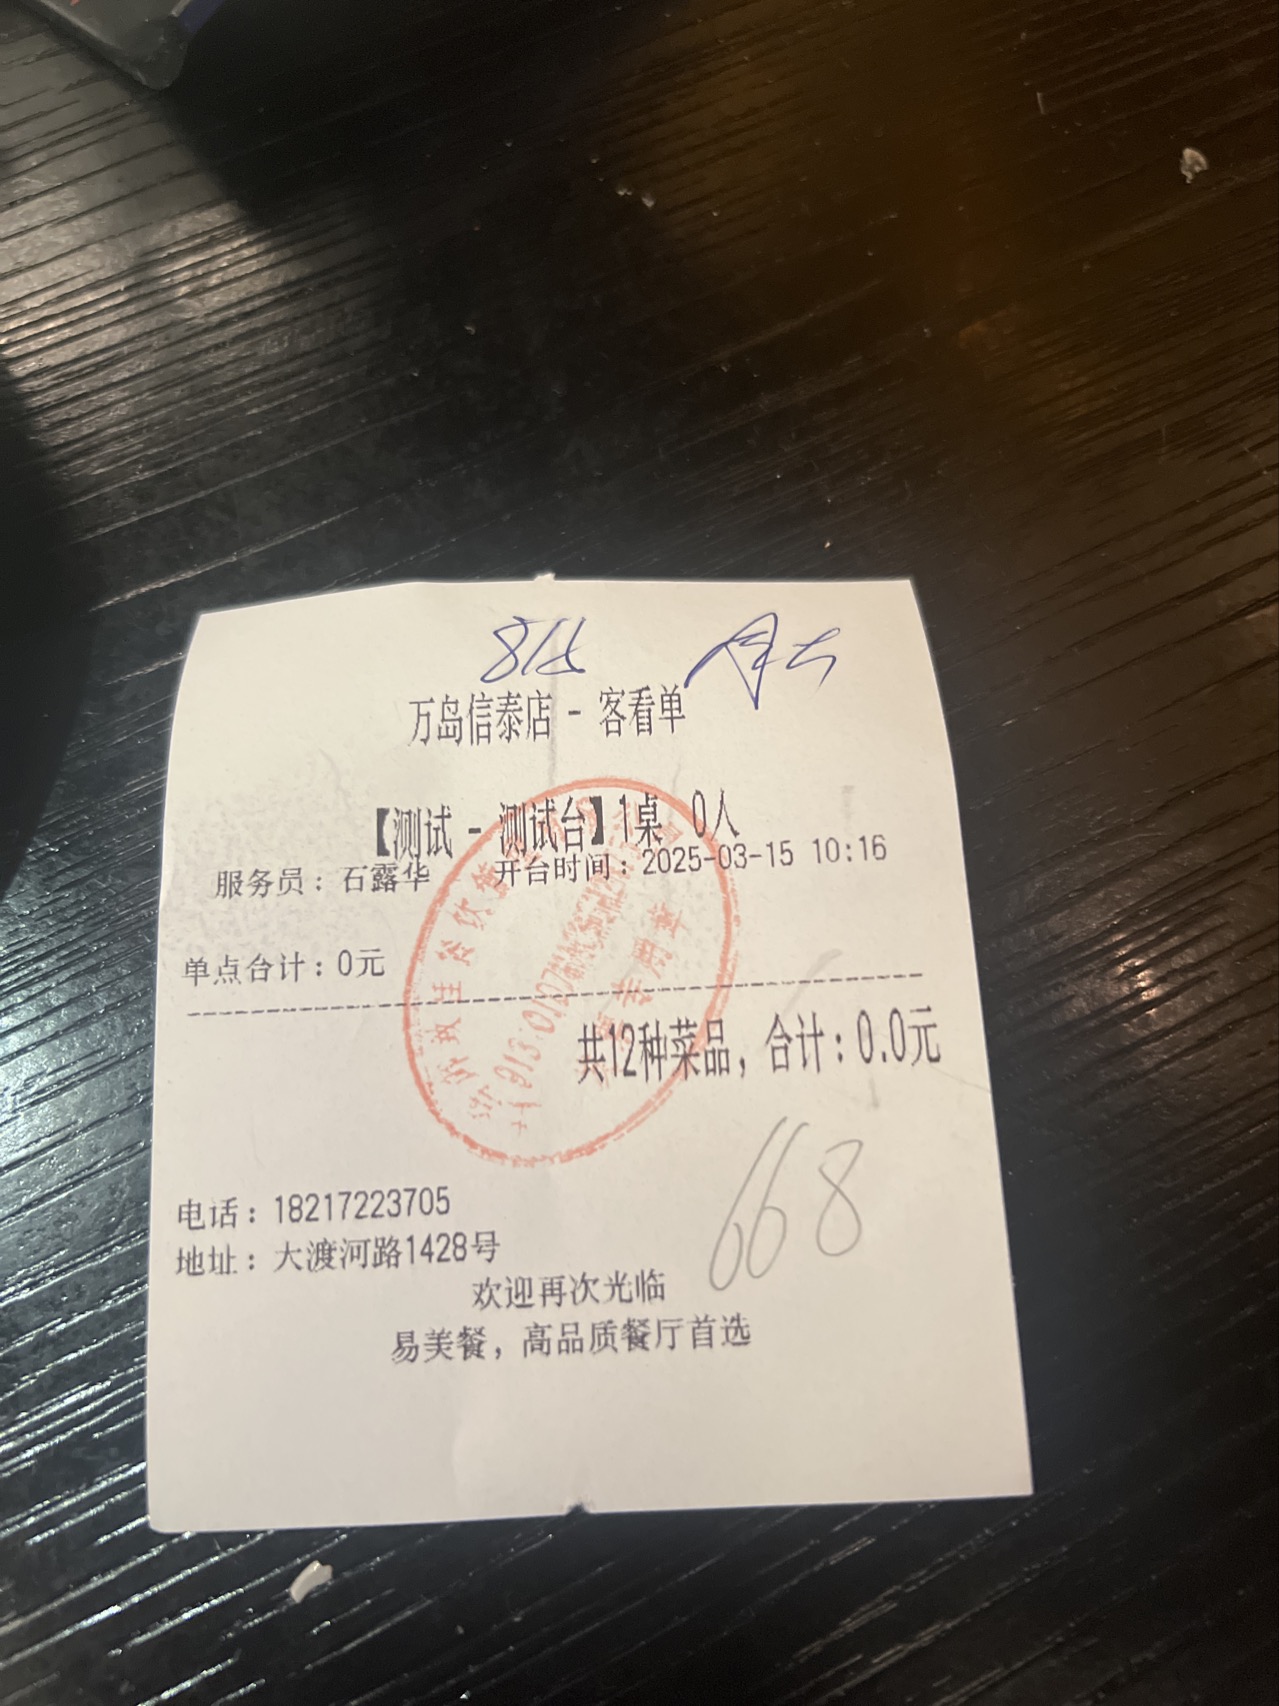 万岛信泰店 - 客看单
【测试 - 测试台】1桌 0人
服务员：石露华 开台时间：2025-03-15 10:16
单点台计：0元
共12种菜品，合计：0.0元
668
电话：18217223705
地址：大渡河路1428号
欢迎再次光临
易美餐，高品质餐厅首选